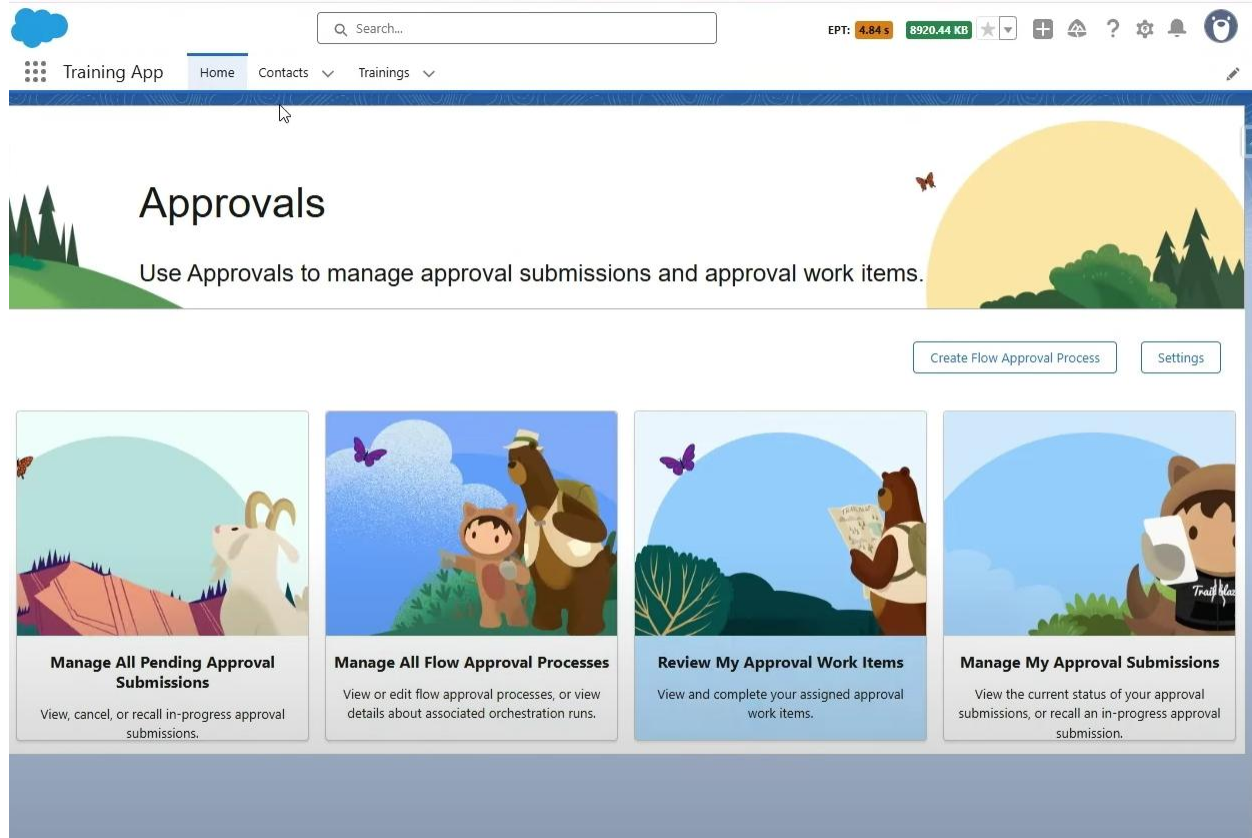 Search...
EPT: 4.84 s 8920.44 KB
Training App Home Contacts Trainings
Approvals
Use Approvals to manage approval submissions and approval work items.
Create Flow Approval Process Settings
Manage All Pending Approval
Submissions
View, cancel, or recall in-progress approval
submissions.
Manage All Flow Approval Processes
View or edit flow approval processes, or view
details about associated orchestration runs.
Review My Approval Work Items
View and complete your assigned approval
work items.
Manage My Approval Submissions
View the current status of your approval
submissions, or recall an in-progress approval
submission.